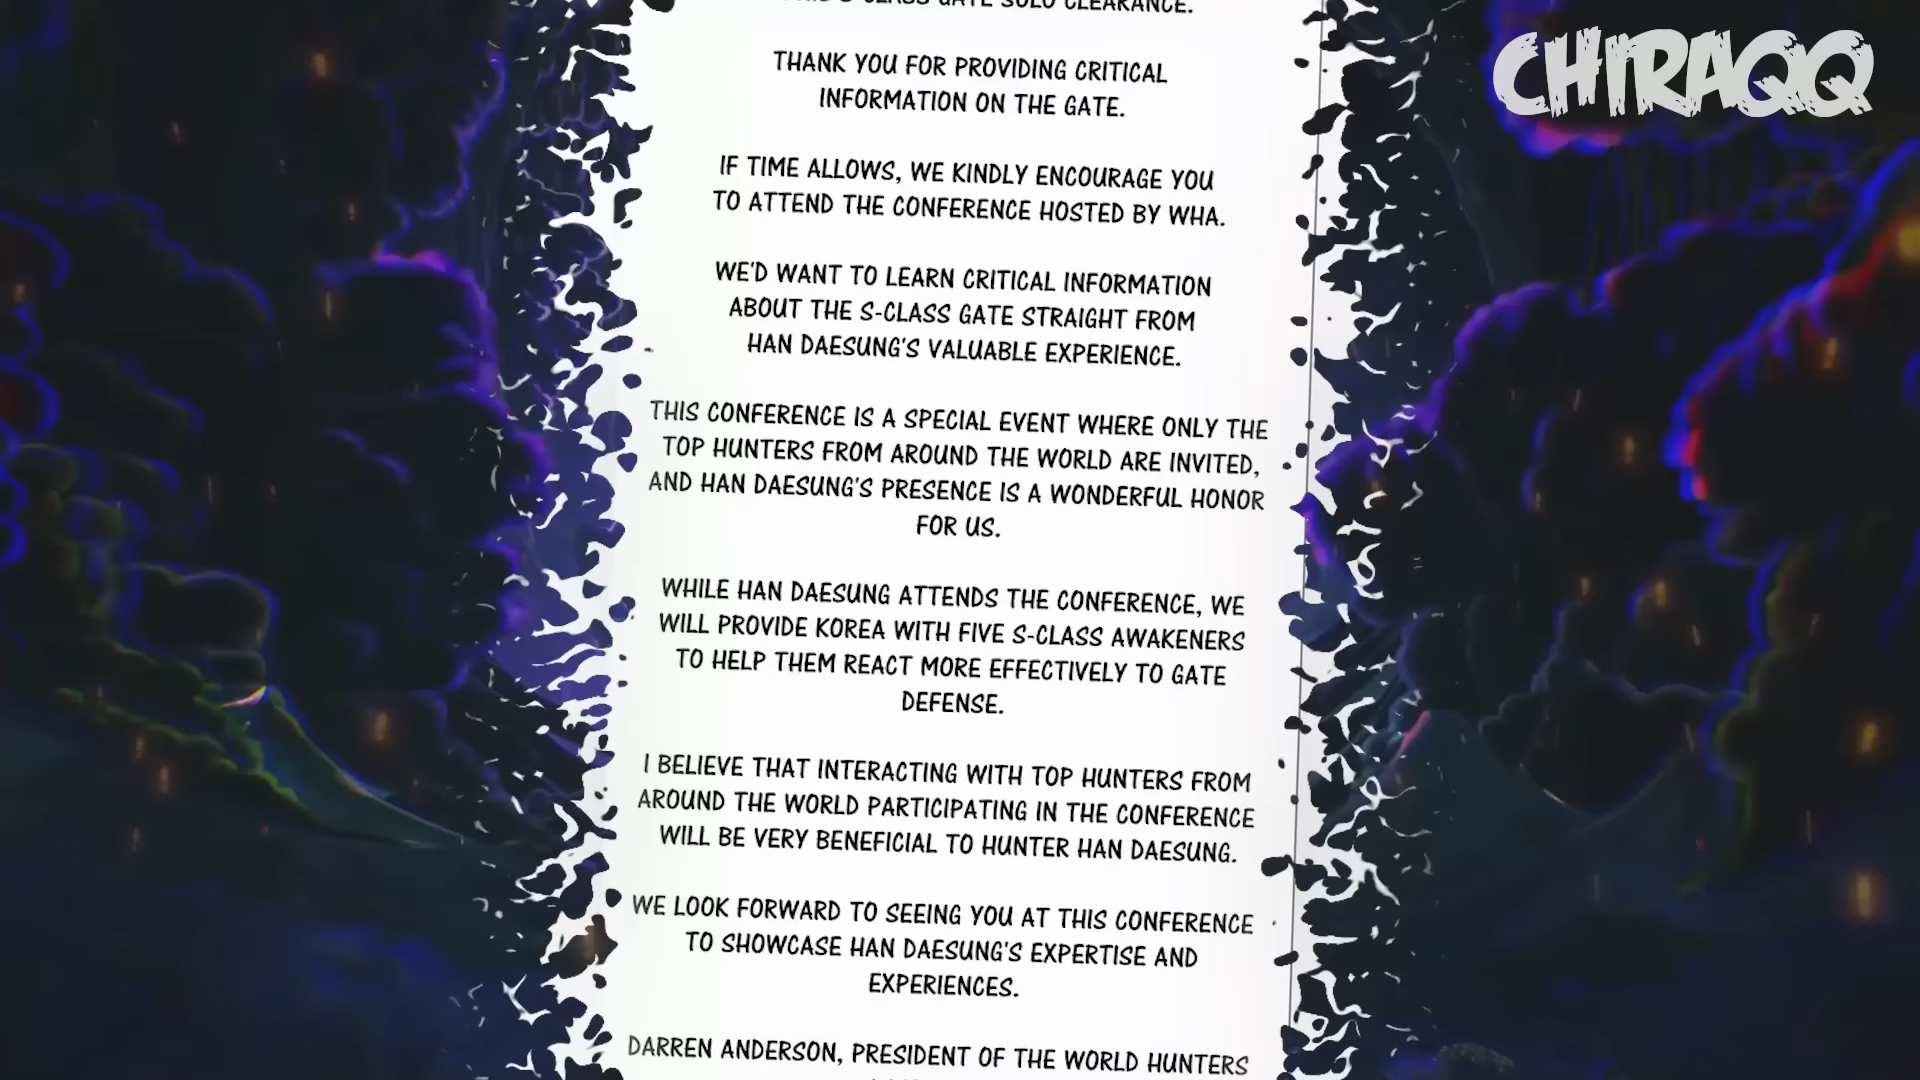 CLASS GATE SOLO CLEARANCE.
CHIRAQQ
THANK YOU FOR PROVIDING CRITICAL
INFORMATION ON THE GATE.
IF TIME ALLOWS, WE KINDLY ENCOURAGE YOU
TO ATTEND THE CONFERENCE HOSTED BY WHA.
WE'D WANT TO LEARN CRITICAL INFORMATION
ABOUT THE S-CLASS GATE STRAIGHT FROM
HAN DAESUNG'S VALUABLE EXPERIENCE.
THIS CONFERENCE IS A SPECIAL EVENT WHERE ONLY THE
TOP HUNTERS FROM AROUND THE WORLD ARE INVITED,
AND HAN DAESUNG'S PRESENCE IS A WONDERFUL HONOR
FOR US.
WHILE HAN DAESUNG ATTENDS THE CONFERENCE, WE
WILL PROVIDE KOREA WITH FIVE S-CLASS AWAKENERS
TO HELP THEM REACT MORE EFFECTIVELY TO GATE
DEFENSE.
I BELIEVE THAT INTERACTING WITH TOP HUNTERS FROM
AROUND THE WORLD PARTICIPATING IN THE CONFERENCE
WILL BE VERY BENEFICIAL TO HUNTER HAN DAESUNG.
WE LOOK FORWARD TO SEEING YOU AT THIS CONFERENCE
TO SHOWCASE HAN DAESUNG'S EXPERTISE AND
EXPERIENCES.
DARREN ANDERSON, PRESIDENT OF THE WORLD HUNTERS